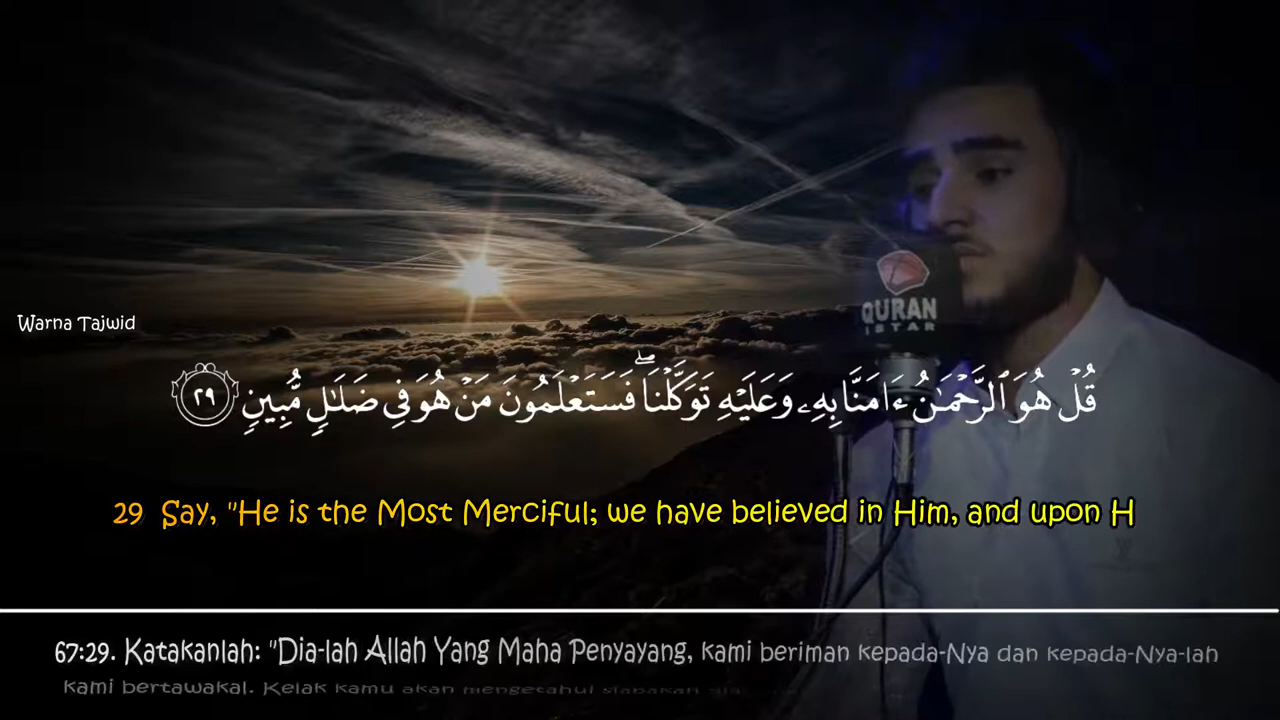 QURAN
ISTAR
Warna Tajwid
قُلْ هُوَ ٱلرَّحْمَـٰنُ ءَامَنَّا بِهِۦ وَعَلَيْهِ تَوَكَّلْنَا ۖ فَسَتَعْلَمُونَ مَنْ هُوَ فِى ضَلَـٰلٍ مُّبِينٍ ٢٩
29 Say, "He is the Most Merciful; we have believed in Him, and upon H
67:29. Katakanlah: "Dia-lah Allah Yang Maha Penyayang, kami beriman kepada-Nya dan kepada-Nya-lah
kami bertawakal. Kelak kamu akan mengetahui siapakah